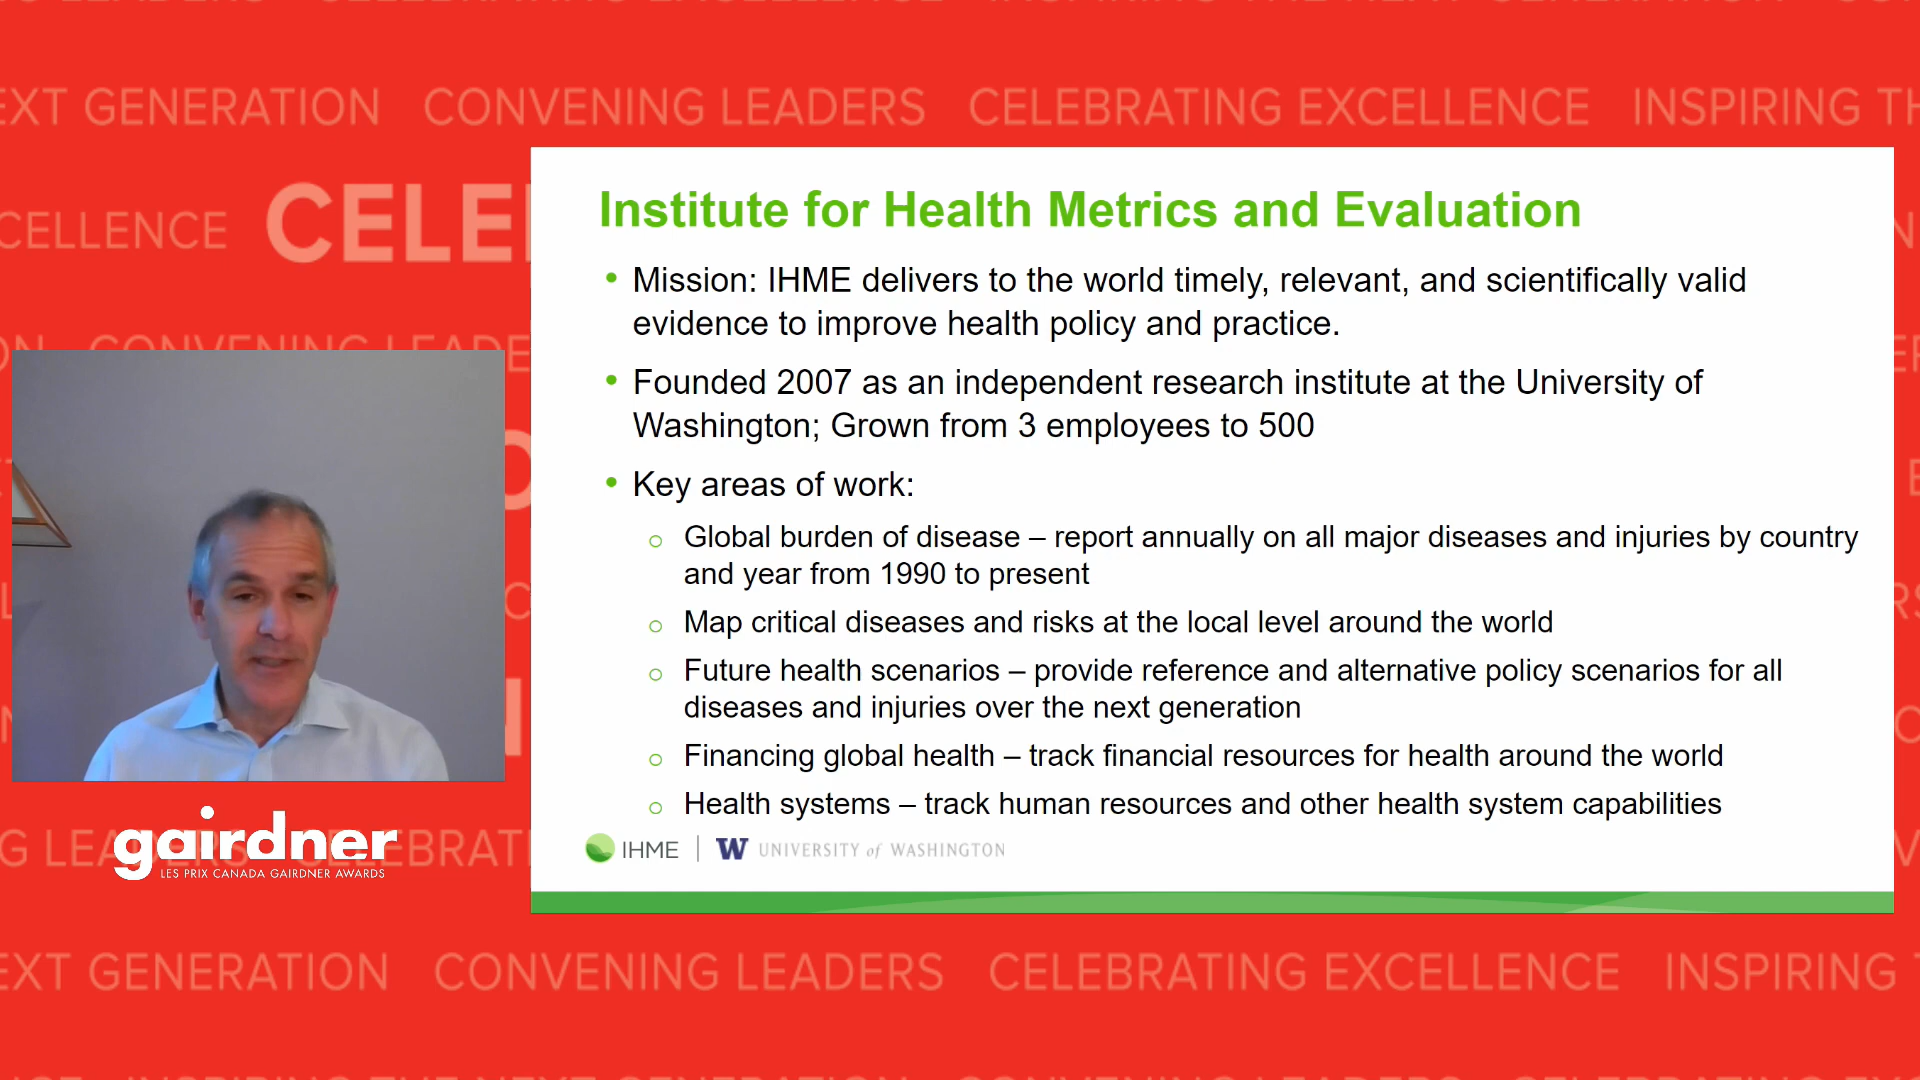 EXT GENERATION CONVENING LEADERS CELEBRATING EXCELLENCE INSPIRING TH
CELLENCE CELE
Institute for Health Metrics and Evaluation
• Mission: IHME delivers to the world timely, relevant, and scientifically valid
evidence to improve health policy and practice.
• Founded 2007 as an independent research institute at the University of
Washington; Grown from 3 employees to 500
• Key areas of work:
o Global burden of disease – report annually on all major diseases and injuries by country
and year from 1990 to present
o Map critical diseases and risks at the local level around the world
o Future health scenarios – provide reference and alternative policy scenarios for all
diseases and injuries over the next generation
o Financing global health – track financial resources for health around the world
o Health systems – track human resources and other health system capabilities
IHME | W UNIVERSITY of WASHINGTON
gairdner
LES PRIX CANADA GAIRDNER AWARDS
EXT GENERATION CONVENING LEADERS CELEBRATING EXCELLENCE INSPIRING